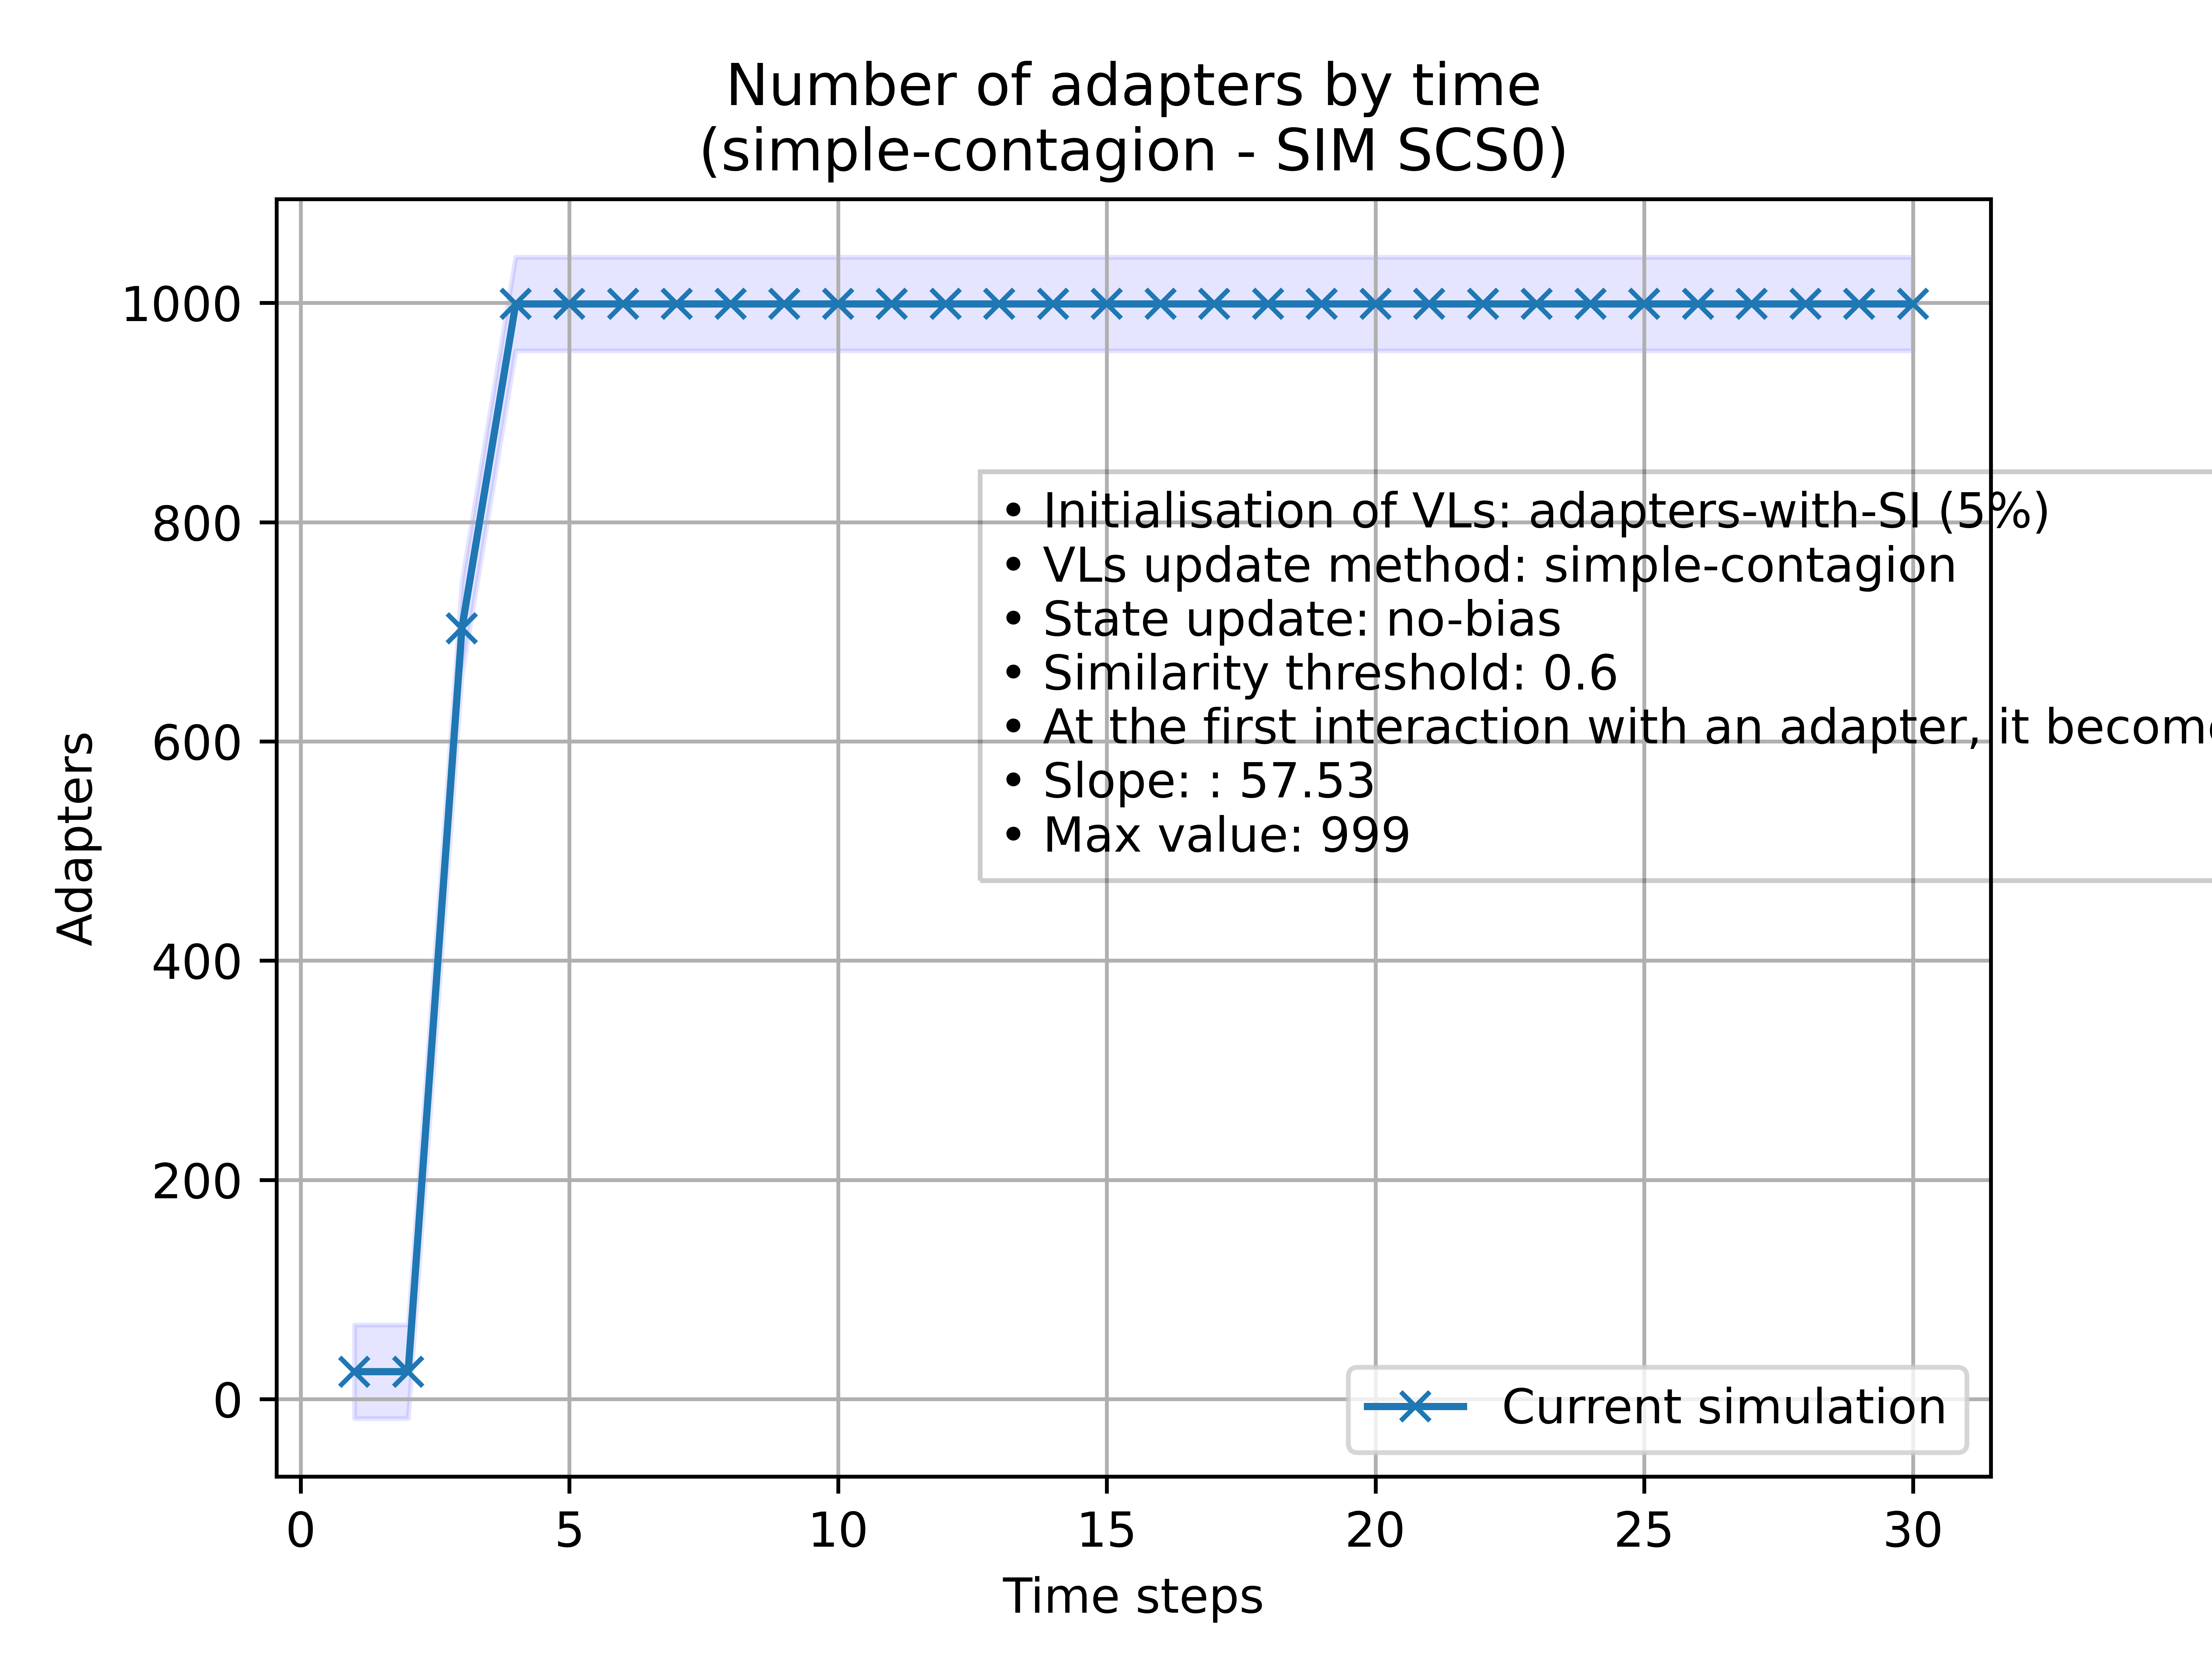 Number of adapters by time
(simple-contagion - SIM SCS0)
Adapters
1000
800
600
400
200
0
• Initialisation of VLs: adapters-with-SI (5%)
• VLs update method: simple-contagion
• State update: no-bias
• Similarity threshold: 0.6
• At the first interaction with an adapter, it
• Slope: : 57.53
• Max value: 999
Current simulation
0 5 10 15 20 25 30
Time steps